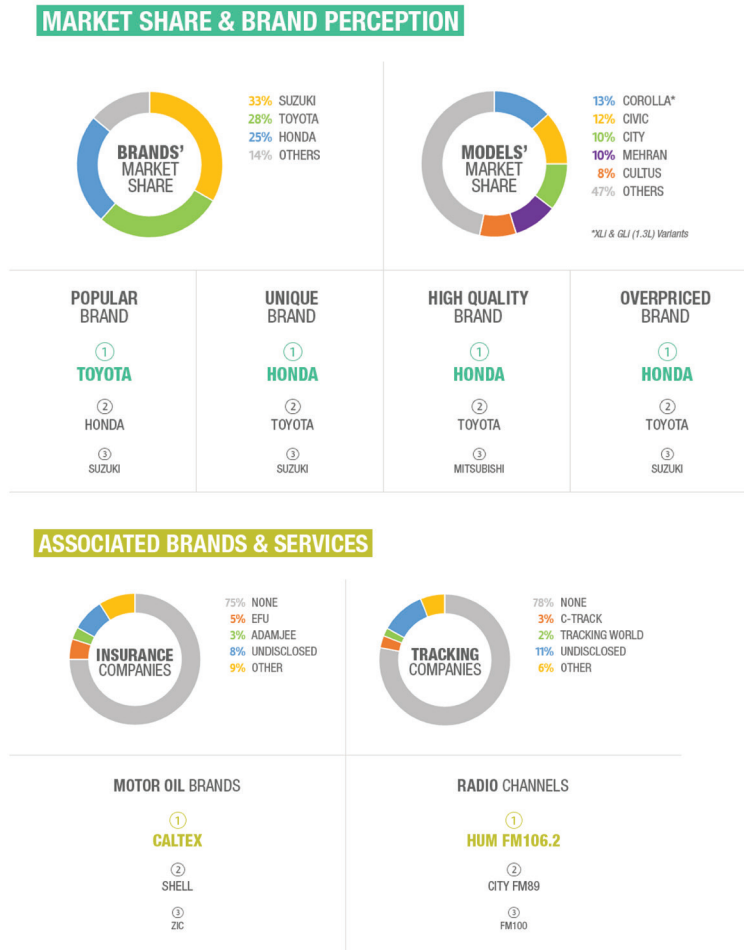 MARKET SHARE & BRAND PERCEPTION
BRANDS'
MARKET
SHARE
33% SUZUKI
28% TOYOTA
25% HONDA
14% OTHERS
MODELS'
MARKET
SHARE
13% COROLLA*
12% CIVIC
10% CITY
10% MEHRAN
8% CULTUS
47% OTHERS
*XLI & GLI (1.3L) Variants
POPULAR
BRAND
1
TOYOTA
2
HONDA
3
SUZUKI
UNIQUE
BRAND
1
HONDA
2
TOYOTA
3
SUZUKI
HIGH QUALITY
BRAND
1
HONDA
2
TOYOTA
3
MITSUBISHI
OVERPRICED
BRAND
1
HONDA
2
TOYOTA
3
SUZUKI
ASSOCIATED BRANDS & SERVICES
INSURANCE
COMPANIES
75% NONE
5% EFU
3% ADAMJEE
8% UNDISCLOSED
9% OTHER
TRACKING
COMPANIES
78% NONE
3% C-TRACK
2% TRACKING WORLD
11% UNDISCLOSED
6% OTHER
MOTOR OIL BRANDS
1
CALTEX
2
SHELL
3
ZIC
RADIO CHANNELS
1
HUM FM106.2
2
CITY FM89
3
FM100